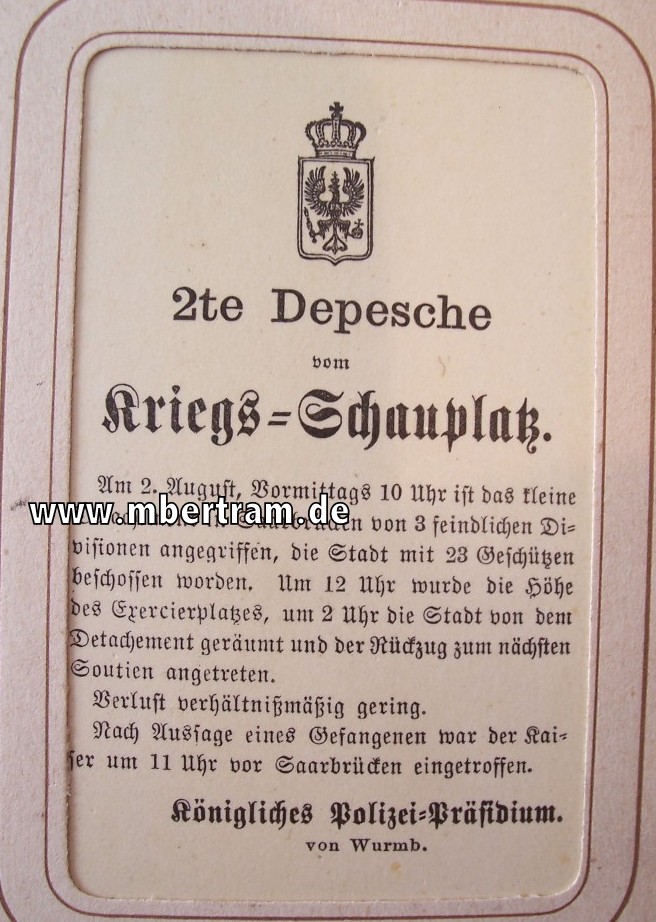 2te Depesche
vom
Kriegs-Schauplatz.
Am 2. August, Vormittags 10 Uhr ist das kleine
www.mbertram.de
von 3 feindlichen Di-
visionen angegriffen, die Stadt mit 23 Geschützen
beschossen worden. Um 12 Uhr wurde die Höhe
des Exercierplatzes, um 2 Uhr die Stadt von dem
Detachement geräumt und der Rückzug zum nächsten
Soutien angetreten.
Verlust verhältnißmäßig gering.
Nach Aussage eines Gefangenen war der Kai-
ser um 11 Uhr vor Saarbrücken eingetroffen.
Königliches Polizei-Präsidium.
von Wurmb.